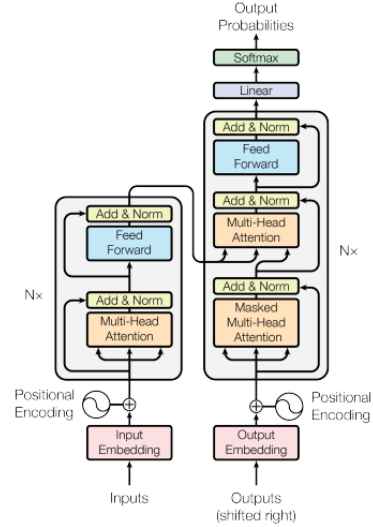 Output
Probabilities
Softmax
Linear
Add & Norm
Feed
Forward
Add & Norm
Multi-Head
Attention
Add & Norm
Masked
Multi-Head
Attention
N×
Add & Norm
Feed
Forward
N×
Add & Norm
Multi-Head
Attention
Positional
Encoding
Positional
Encoding
Input
Embedding
Output
Embedding
Inputs
Outputs
(shifted right)